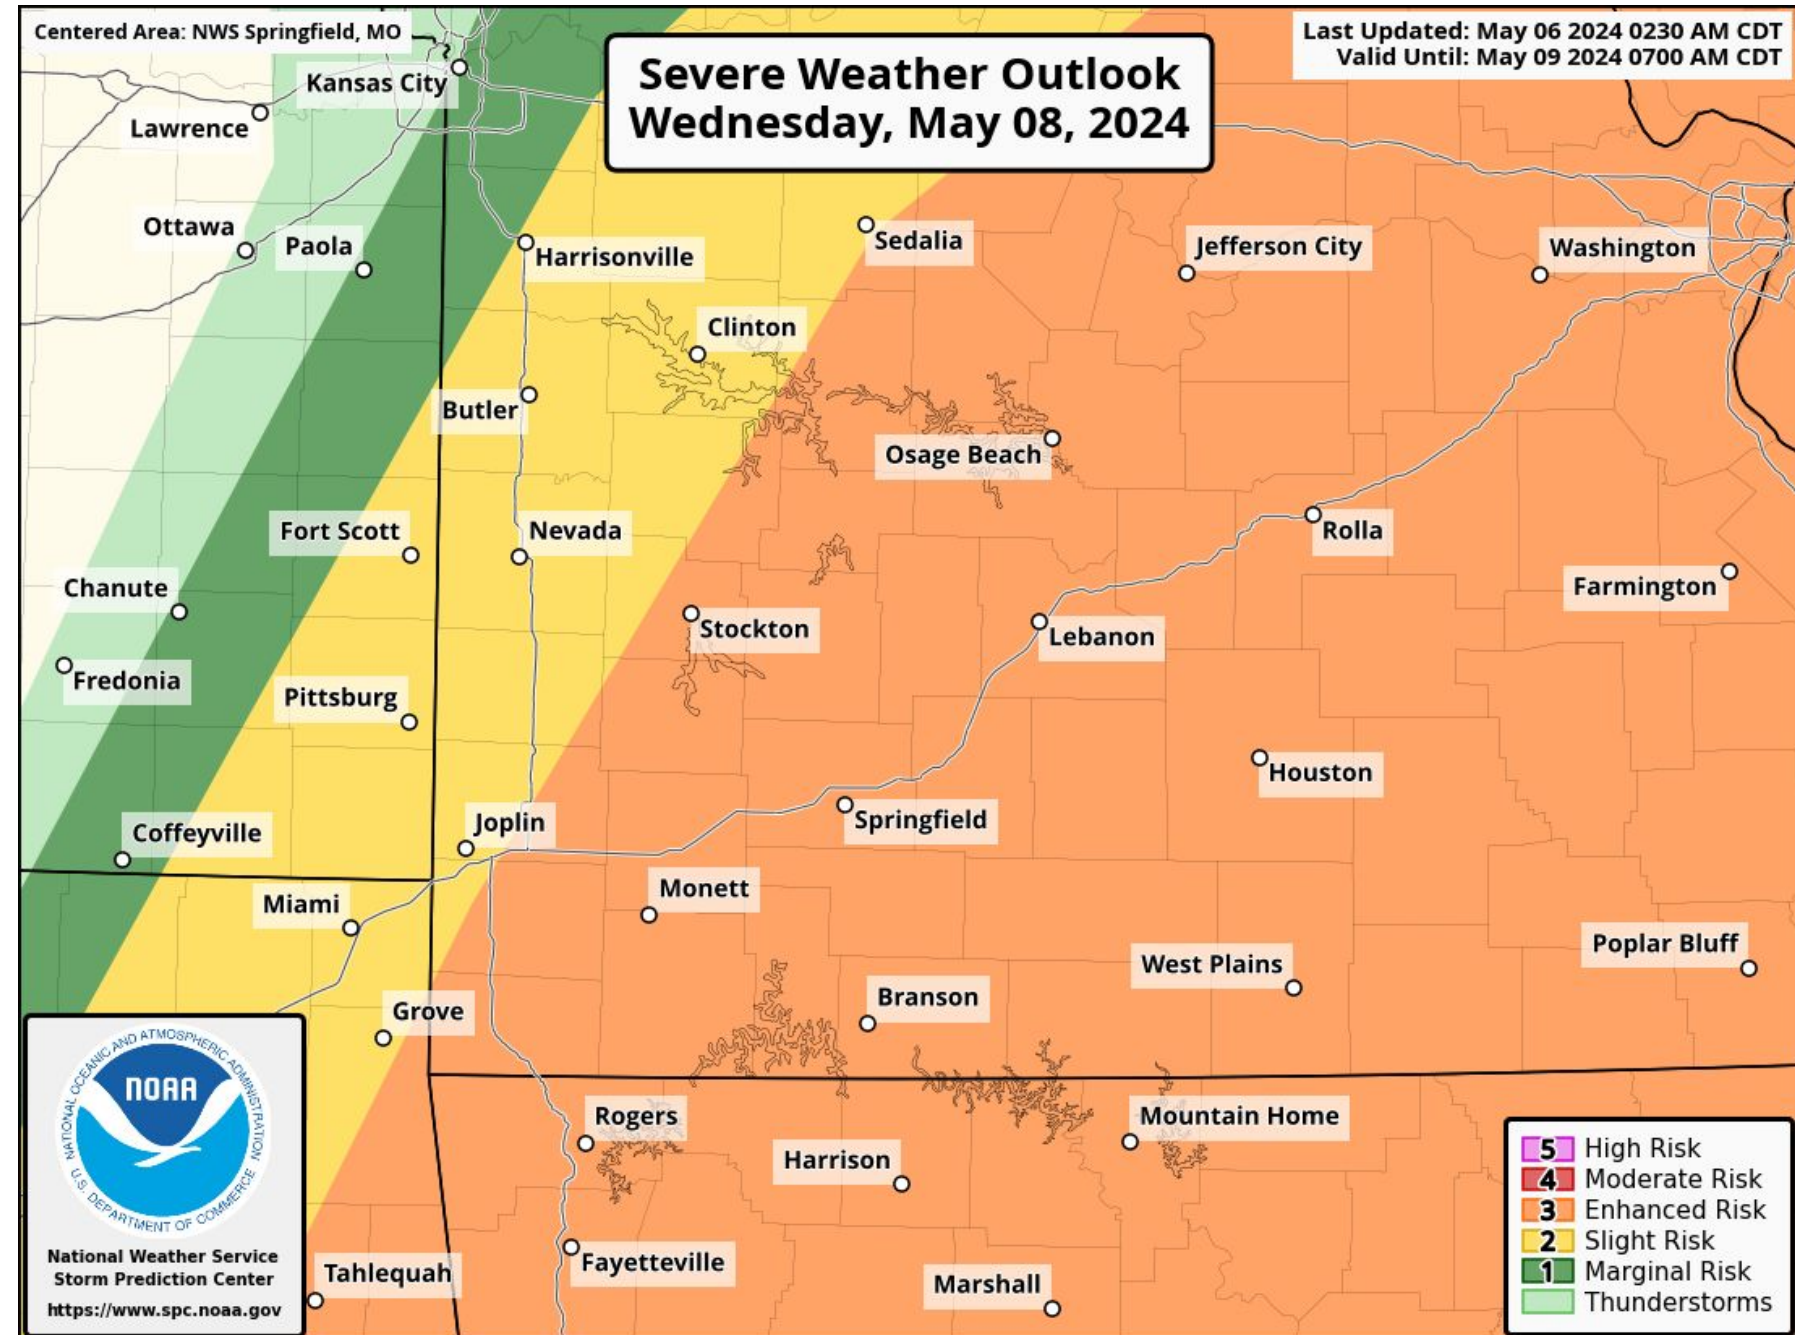 Centered Area: NWS Springfield, MO
Last Updated: May 06 2024 0230 AM CDT
Valid Until: May 09 2024 0700 AM CDT
Severe Weather Outlook
Wednesday, May 08, 2024
Kansas City
Lawrence
Ottawa
Paola
Harrisonville
Sedalia
Jefferson City
Washington
Clinton
Butler
Osage Beach
Fort Scott
Nevada
Rolla
Chanute
Farmington
Stockton
Lebanon
Fredonia
Pittsburg
Houston
Coffeyville
Joplin
Springfield
Miami
Monett
Poplar Bluff
West Plains
Grove
Branson
Rogers
Mountain Home
Harrison
Fayetteville
Tahlequah
Marshall
NATIONAL OCEANIC AND ATMOSPHERIC ADMINISTRATION
NOAA
U.S. DEPARTMENT OF COMMERCE
National Weather Service
Storm Prediction Center
https://www.spc.noaa.gov
5 High Risk
4 Moderate Risk
3 Enhanced Risk
2 Slight Risk
1 Marginal Risk
Thunderstorms